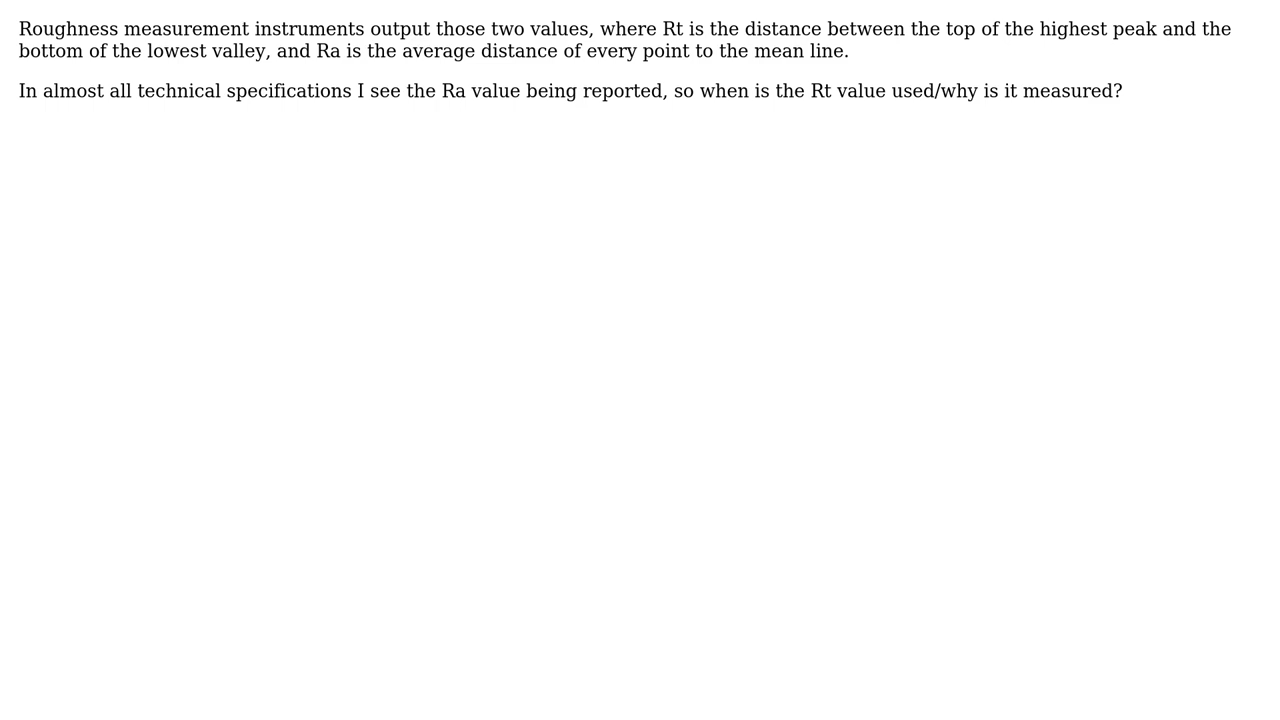 Roughness measurement instruments output those two values, where Rt is the distance between the top of the highest peak and the
bottom of the lowest valley, and Ra is the average distance of every point to the mean line.
In almost all technical specifications I see the Ra value being reported, so when is the Rt value used/why is it measured?